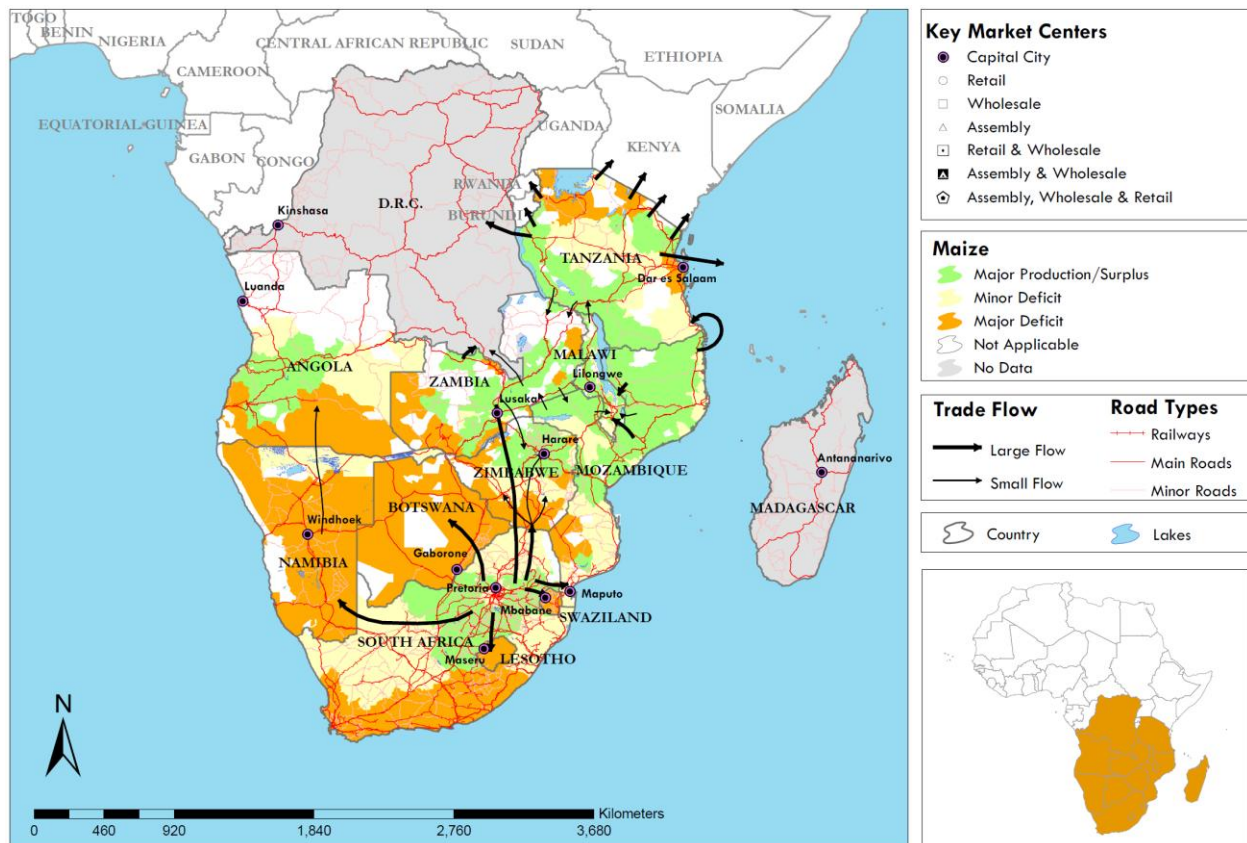 TOGO
BENIN
NIGERIA
CENTRAL AFRICAN REPUBLIC
SUDAN
ETHIOPIA
CAMEROON
SOMALIA
EQUATORIAL GUINEA
UGANDA
KENYA
GABON
CONGO
RWANDA
Kinshasa
D.R.C.
BURUNDI
TANZANIA
Dar es Salaam
Luanda
MALAWI
ANGOLA
ZAMBIA
Lilongwe
Lusaka
Harare
ZIMBABWE
MOZAMBIQUE
Antananarivo
BOTSWANA
MADAGASCAR
Windhoek
Gaborone
NAMIBIA
Pretoria
Maputo
Mbabane
SWAZILAND
SOUTH AFRICA
Maseru
LESOTHO
N
Kilometers
0 460 920 1,840 2,760 3,680
Key Market Centers
Capital City
Retail
Wholesale
Assembly
Retail & Wholesale
Assembly & Wholesale
Assembly, Wholesale & Retail
Maize
Major Production/Surplus
Minor Deficit
Major Deficit
Not Applicable
No Data
Trade Flow
Large Flow
Small Flow
Road Types
Railways
Main Roads
Minor Roads
Country
Lakes